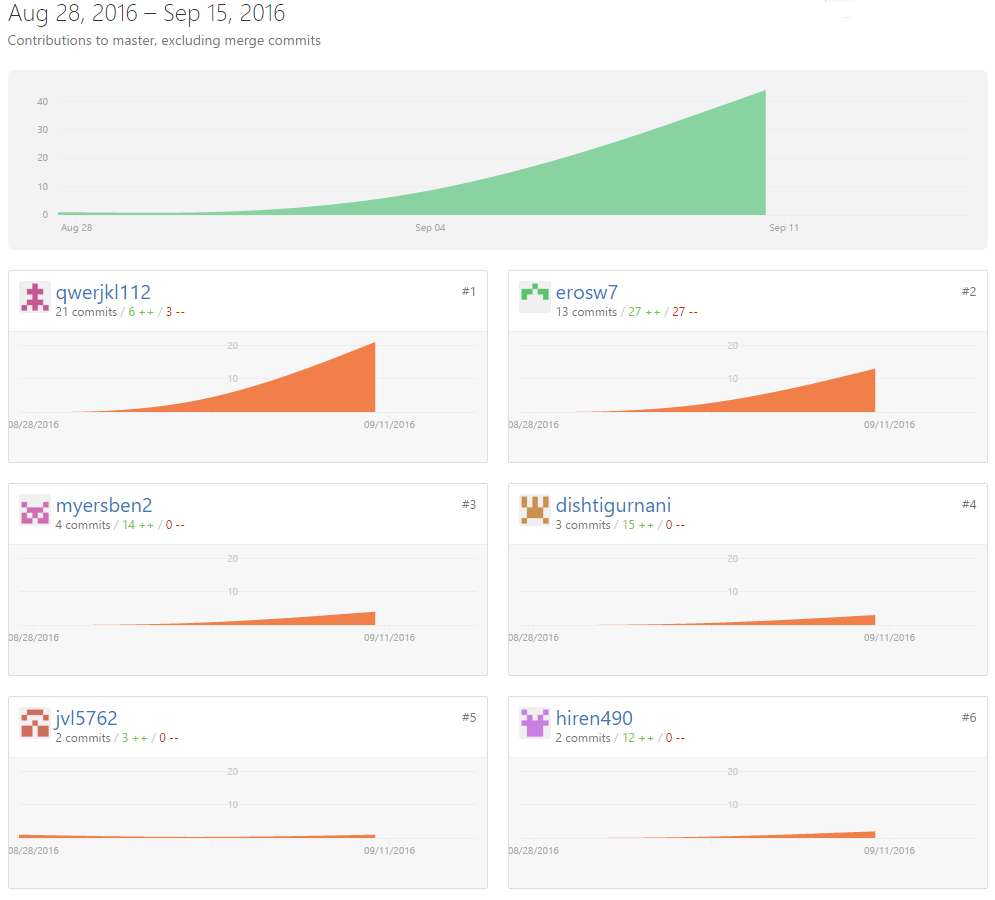 Aug 28, 2016 – Sep 15, 2016
Contributions to master, excluding merge commits
40
30
20
10
0
Aug 28 Sep 04 Sep 11
qwerjkl112 #1
21 commits / 6 ++ / 3 --
20
10
08/28/2016 09/11/2016
erosw7 #2
13 commits / 27 ++ / 27 --
20
10
08/28/2016 09/11/2016
myersben2 #3
4 commits / 14 ++ / 0 --
20
10
08/28/2016 09/11/2016
dishtigurnani #4
3 commits / 15 ++ / 0 --
20
10
08/28/2016 09/11/2016
jvl5762 #5
2 commits / 3 ++ / 0 --
20
10
08/28/2016 09/11/2016
hiren490 #6
2 commits / 12 ++ / 0 --
20
10
08/28/2016 09/11/2016